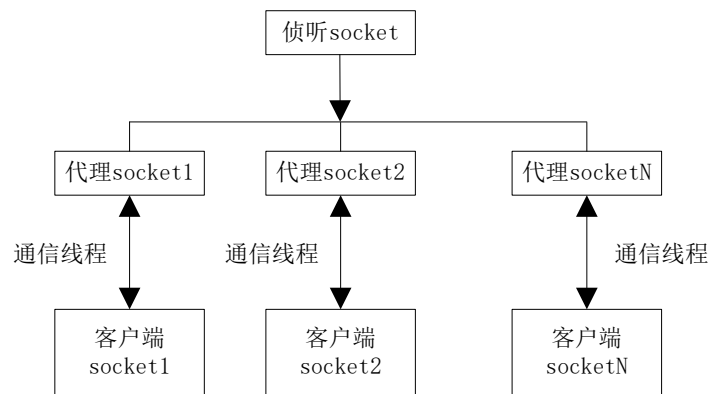 侦听socket
代理socket1
代理socket2
代理socketN
通信线程
通信线程
通信线程
客户端
socket1
客户端
socket2
客户端
socketN